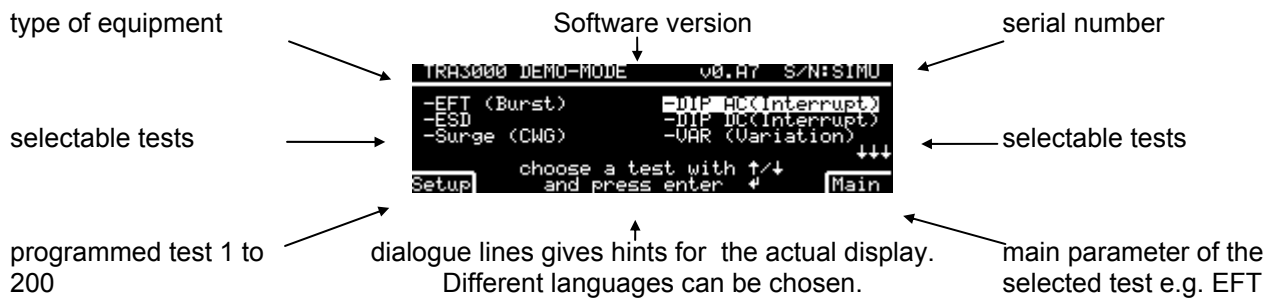 type of equipment Software version serial number
TRA3000 DEMO-MODE v0.A7 S/N:SIMU
-EFT (Burst) -DIP AC(Interrupt)
-ESD -DIP DC(Interrupt)
-Surge (CWG) -VAR (Variation)
selectable tests selectable tests
↓↓↓
choose a test with ↑/↓
Setup and press enter ↲ Main
programmed test 1 to dialogue lines gives hints for the actual display. main parameter of the
200 Different languages can be chosen. selected test e.g. EFT